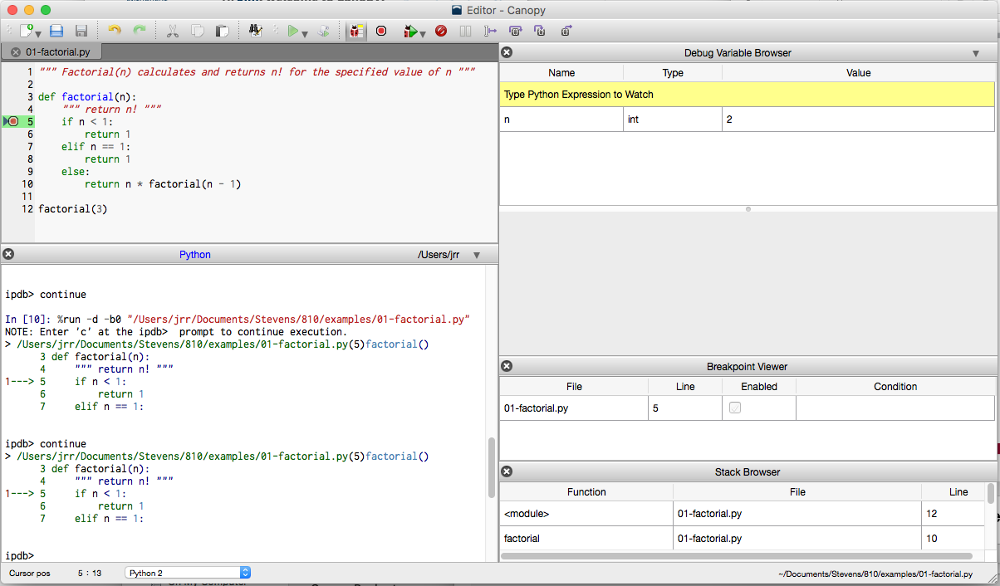 Editor - Canopy
01-factorial.py
1 """ Factorial(n) calculates and returns n! for the specified value of n """
2
3 def factorial(n):
4     """ return n! """
5     if n < 1:
6         return 1
7     elif n == 1:
8         return 1
9     else:
10         return n * factorial(n - 1)
11
12 factorial(3)
Python /Users/jrr
ipdb> continue
In [10]: %run -d -b0 "/Users/jrr/Documents/Stevens/810/examples/01-factorial.py"
NOTE: Enter 'c' at the ipdb>  prompt to continue execution.
> /Users/jrr/Documents/Stevens/810/examples/01-factorial.py(5)factorial()
      3 def factorial(n):
      4     """ return n! """
1---> 5     if n < 1:
      6         return 1
      7     elif n == 1:
ipdb> continue
> /Users/jrr/Documents/Stevens/810/examples/01-factorial.py(5)factorial()
      3 def factorial(n):
      4     """ return n! """
1---> 5     if n < 1:
      6         return 1
      7     elif n == 1:
ipdb>
Debug Variable Browser
Name Type Value
Type Python Expression to Watch
n int 2
Breakpoint Viewer
File Line Enabled Condition
01-factorial.py 5
Stack Browser
Function File Line
<module> 01-factorial.py 12
factorial 01-factorial.py 10
Cursor pos 5 : 13 Python 2 ~/Documents/Stevens/810/examples/01-factorial.py